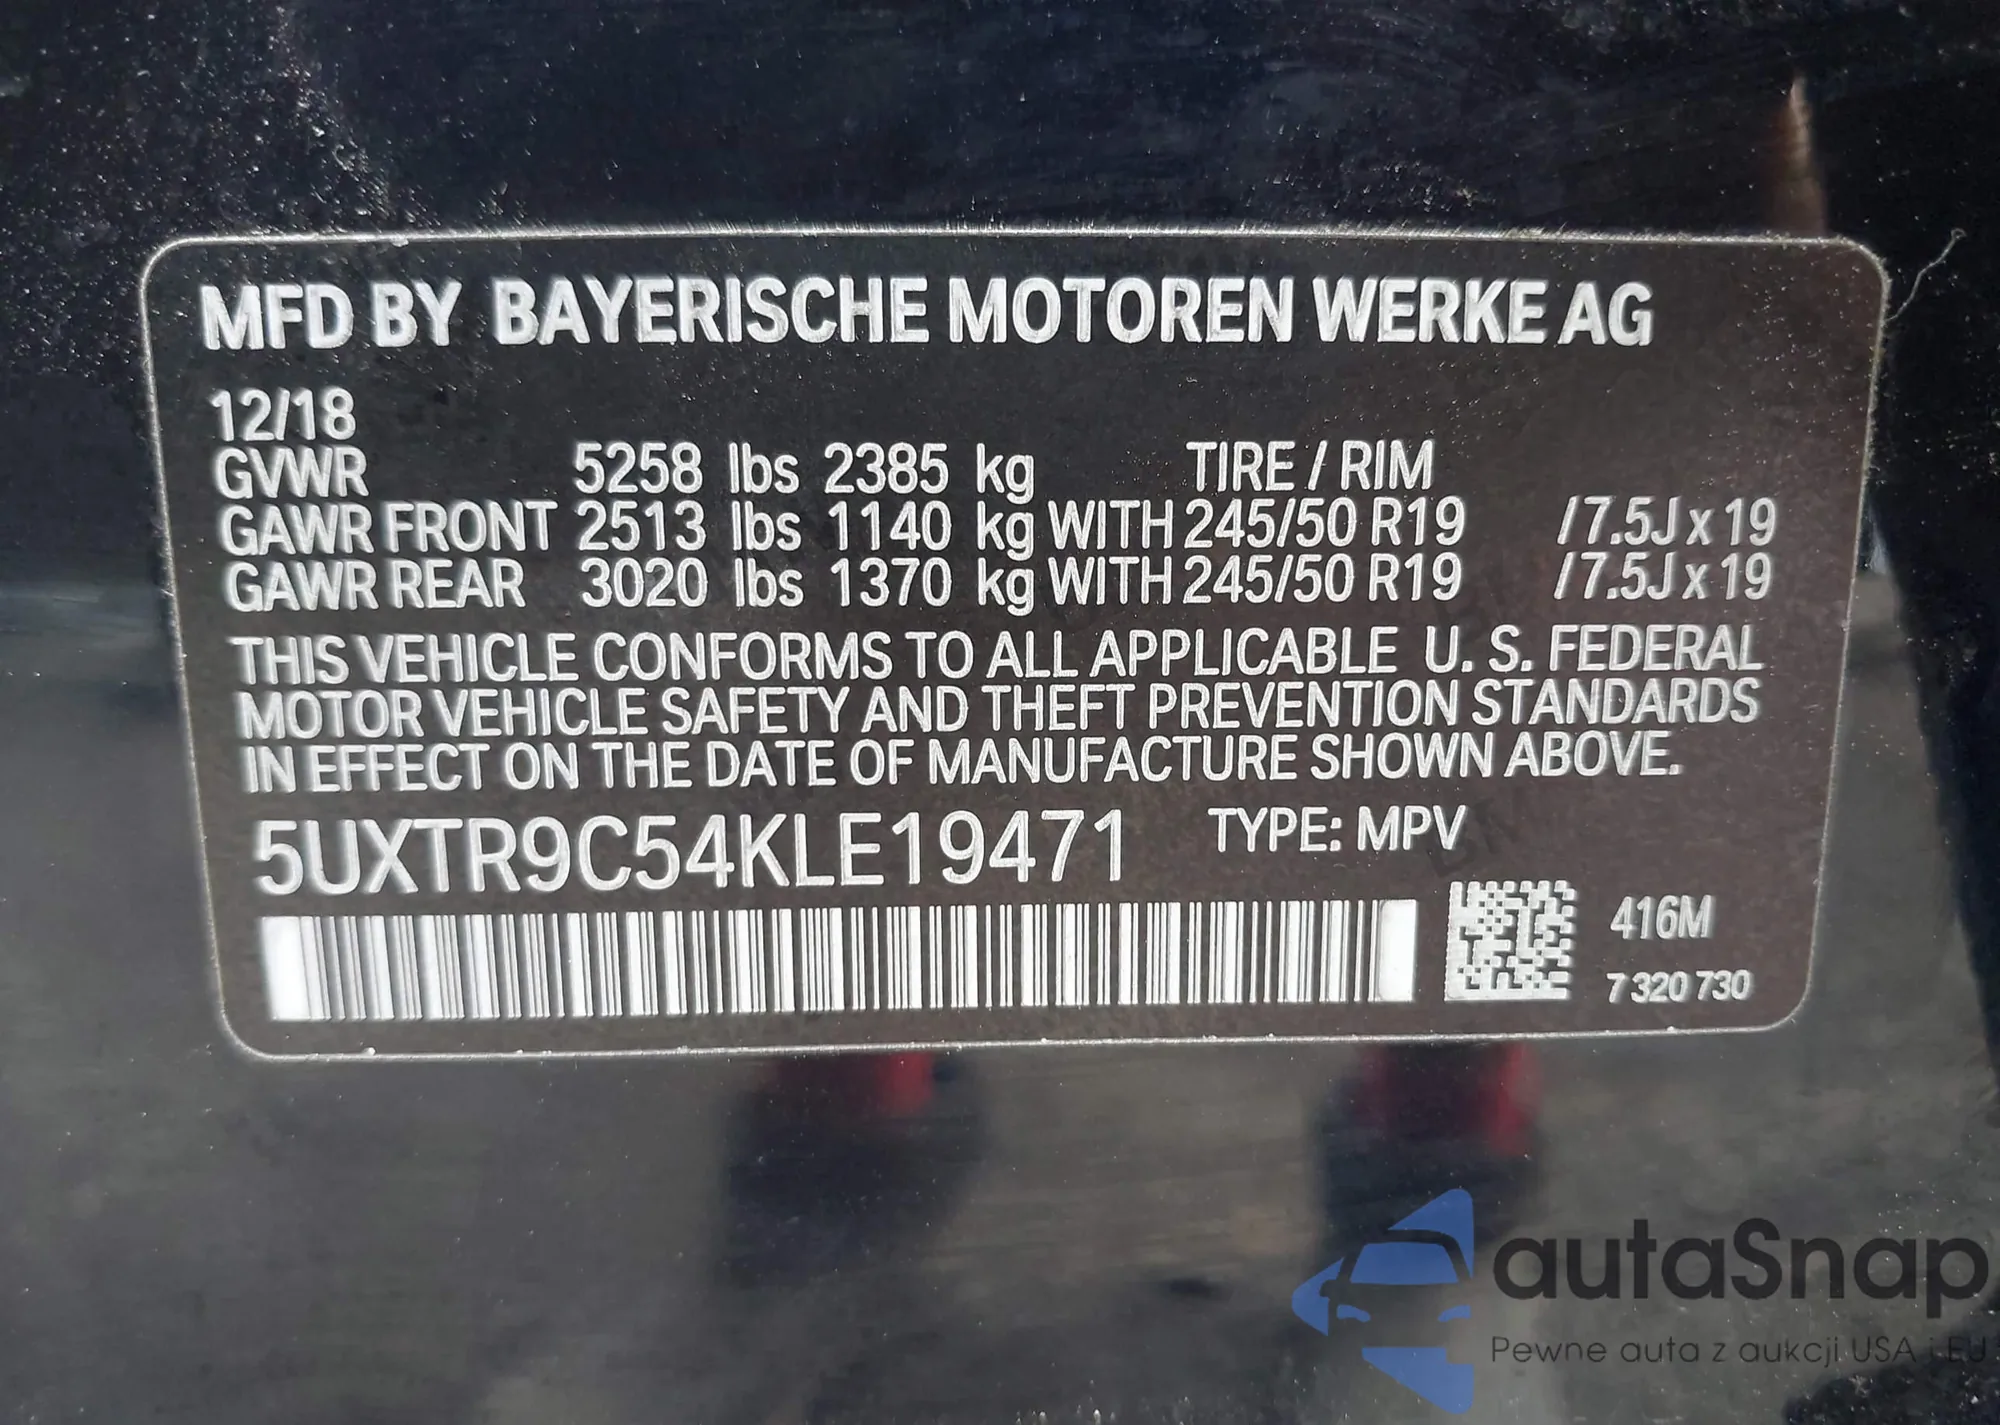 MFD BY BAYERISCHE MOTOREN WERKE AG
12/18
GVWR 5258 lbs 2385 kg TIRE / RIM
GAWR FRONT 2513 lbs 1140 kg WITH 245/50 R19 /7.5J x 19
GAWR REAR 3020 lbs 1370 kg WITH 245/50 R19 /7.5J x 19
THIS VEHICLE CONFORMS TO ALL APPLICABLE U. S. FEDERAL
MOTOR VEHICLE SAFETY AND THEFT PREVENTION STANDARDS
IN EFFECT ON THE DATE OF MANUFACTURE SHOWN ABOVE.
5UXTR9C54KLE19471 TYPE: MPV
416M
7 320 730
autaSnap
Pewne auta z aukcji USA i EU